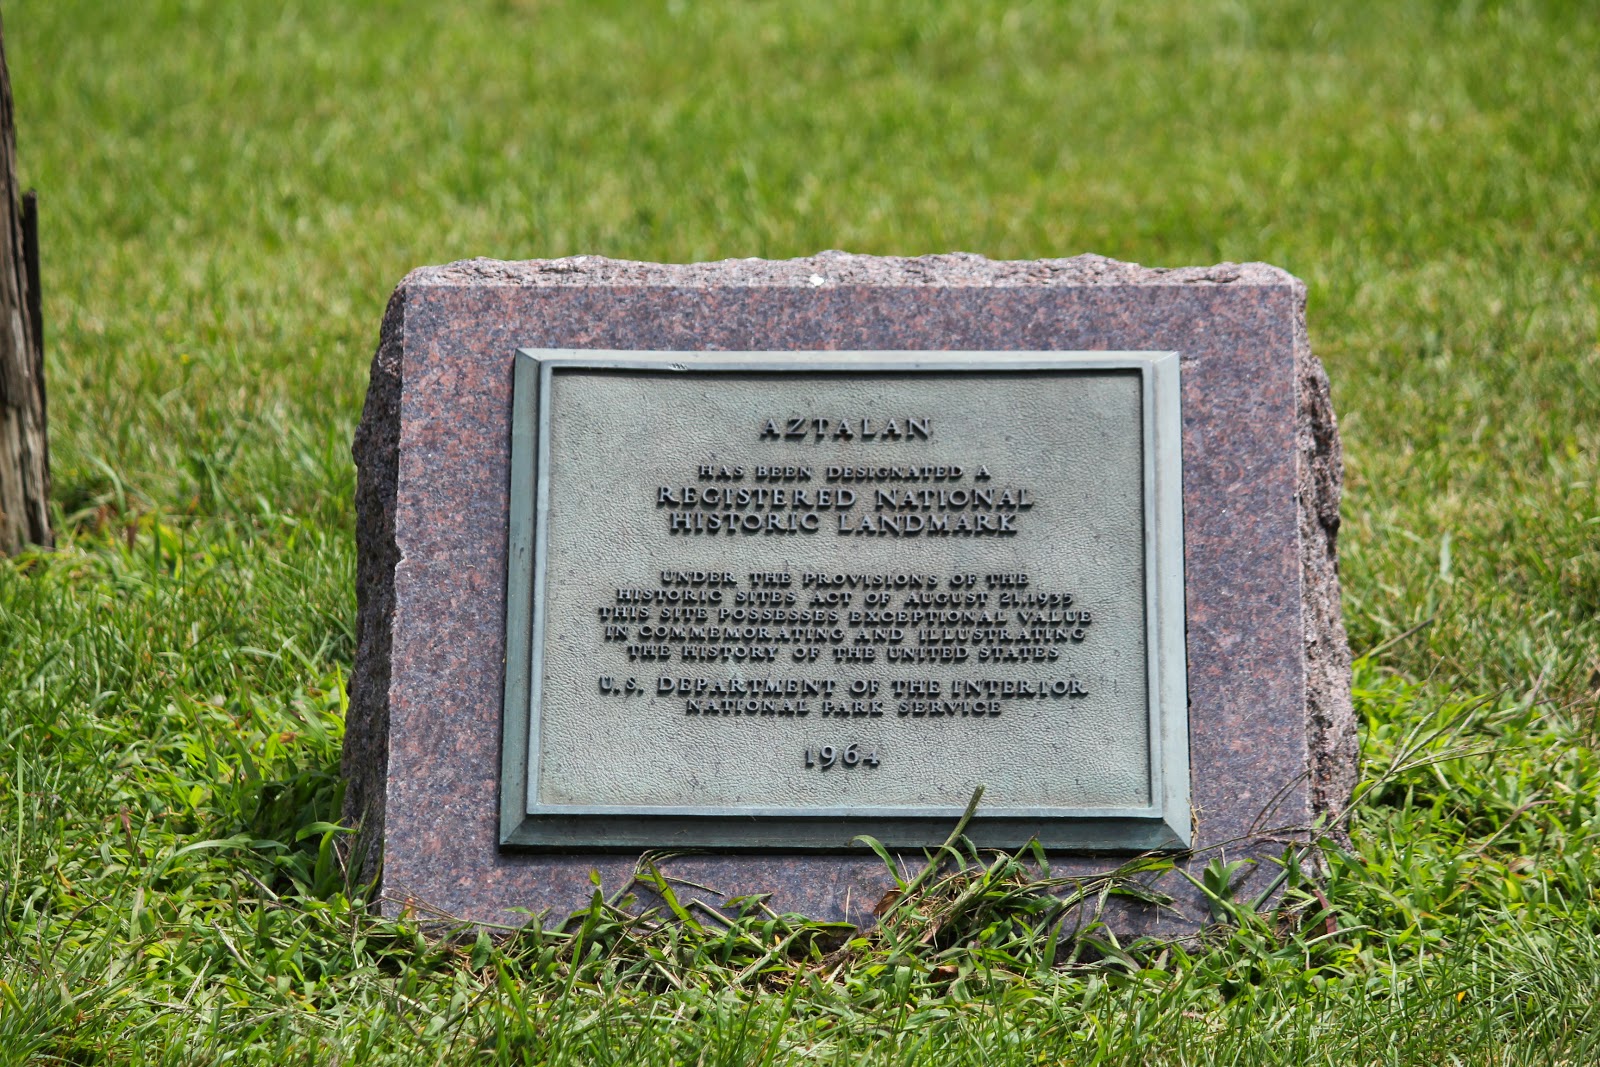 AZTALAN
HAS BEEN DESIGNATED A
REGISTERED NATIONAL
HISTORIC LANDMARK
UNDER THE PROVISIONS OF THE
HISTORIC SITES ACT OF AUGUST 21, 1935
THIS SITE POSSESSES EXCEPTIONAL VALUE
IN COMMEMORATING AND ILLUSTRATING
THE HISTORY OF THE UNITED STATES
U.S. DEPARTMENT OF THE INTERIOR
NATIONAL PARK SERVICE
1964